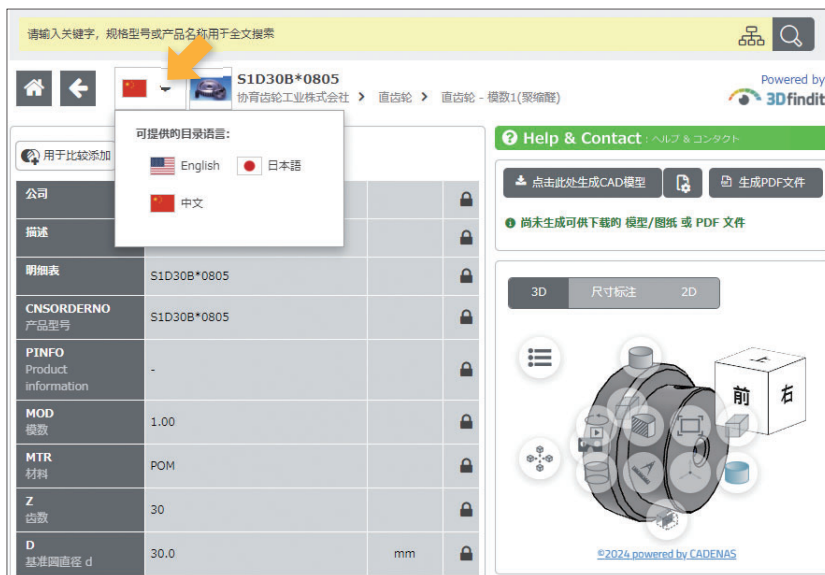 请输入关键字，规格型号或产品名称用于全文搜索
S1D30B*0805
协育齿轮工业株式会社 > 直齿轮 > 直齿轮 - 模数1(聚缩醛)
Powered by
3Dfindit
用于比较添加
可提供的目录语言:
English 日本語
中文
公司
描述
明细表 S1D30B*0805
CNSORDERNO
产品型号 S1D30B*0805
PINFO
Product
information -
MOD
模数 1.00
MTR
材料 POM
Z
齿数 30
D
基准圆直径 d 30.0 mm
Help & Contact : ヘルプ & コンタクト
点击此处生成CAD模型 生成PDF文件
尚未生成可供下载的 模型/图纸 或 PDF 文件
3D 尺寸标注 2D
上
前 右
©2024 powered by CADENAS